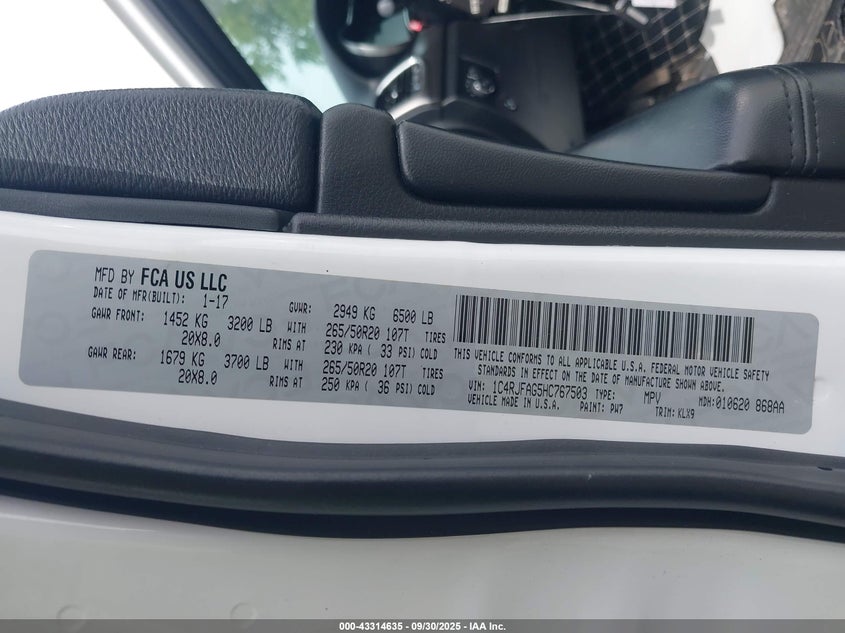 MFD BY FCA US LLC
DATE OF MFR(BUILT): 1-17 GVWR: 2949 KG 6500 LB
GAWR FRONT: 1452 KG 3200 LB WITH 265/50R20 107T TIRES
20X8.0 RIMS AT 230 KPA ( 33 PSI) COLD
GAWR REAR: 1679 KG 3700 LB WITH 265/50R20 107T TIRES
20X8.0 RIMS AT 250 KPA ( 36 PSI) COLD
THIS VEHICLE CONFORMS TO ALL APPLICABLE U.S.A. FEDERAL MOTOR VEHICLE SAFETY
STANDARDS IN EFFECT ON THE DATE OF MANUFACTURE SHOWN ABOVE.
VIN: 1C4RJFAG5HC767503 TYPE: MPV MDH:010620 868AA
VEHICLE MADE IN U.S.A. PAINT: PW7 TRIM: KLX9
000-43314635 - 09/30/2025 - IAA Inc.